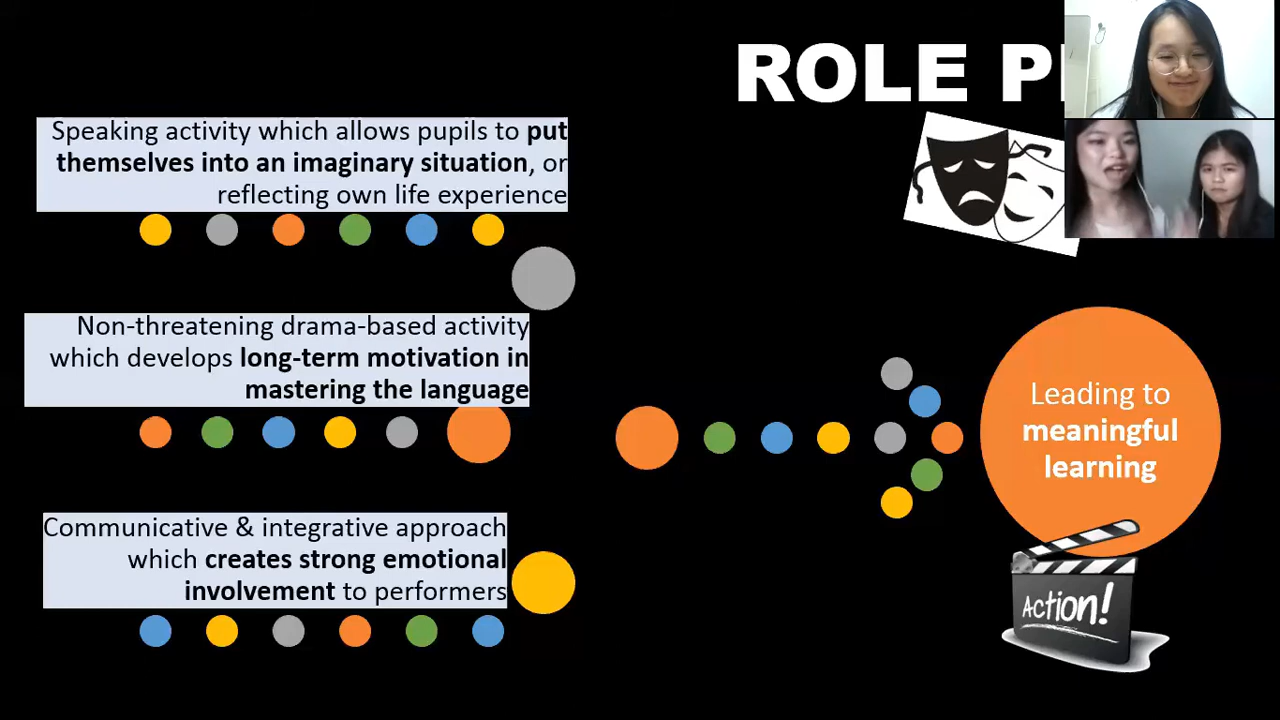 ROLE P
Speaking activity which allows pupils to put
themselves into an imaginary situation, or
reflecting own life experience
Non-threatening drama-based activity
which develops long-term motivation in
mastering the language
Communicative & integrative approach
which creates strong emotional
involvement to performers
Leading to
meaningful
learning
Action!